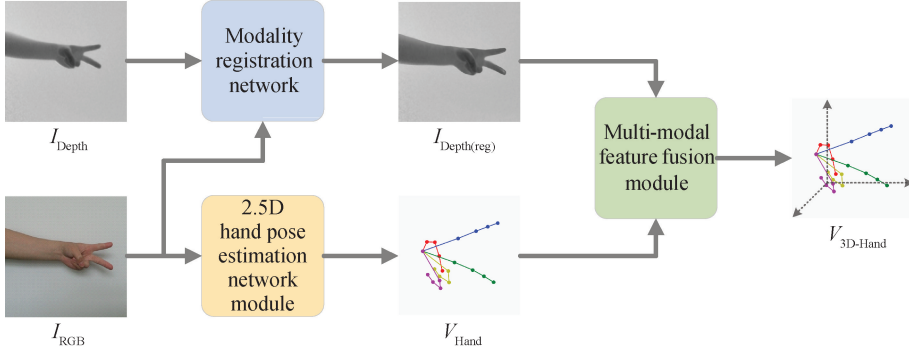 Modality
registration
network
I_Depth
I_Depth(reg)
Multi-modal
feature fusion
module
2.5D
hand pose
estimation
network
module
V_3D-Hand
I_RGB
V_Hand